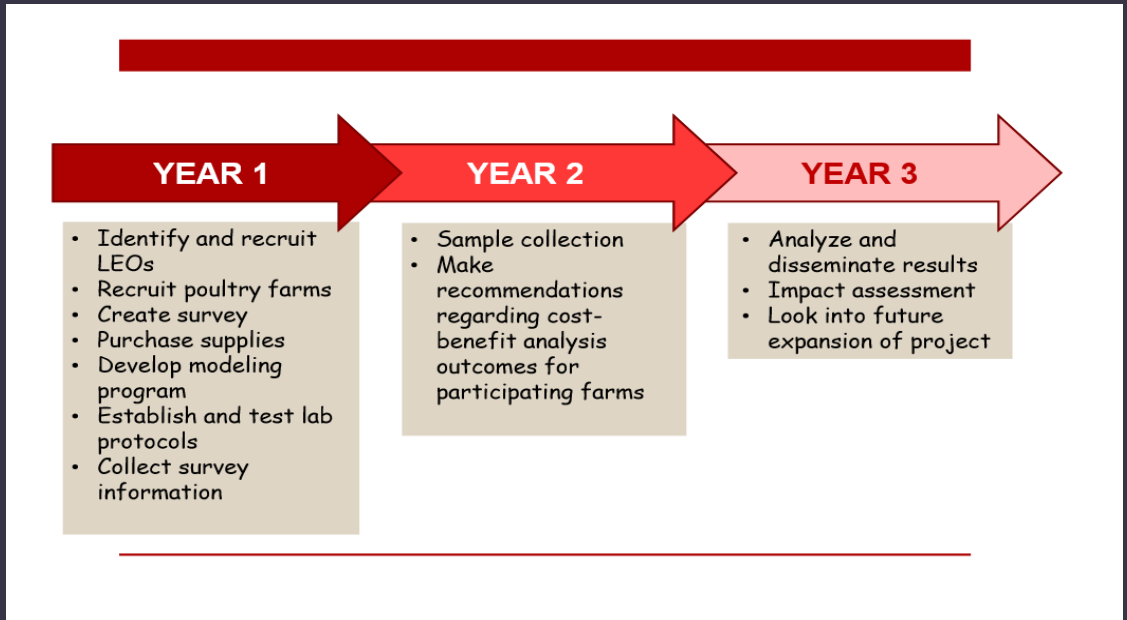 YEAR 1
• Identify and recruit
LEOs
• Recruit poultry farms
• Create survey
• Purchase supplies
• Develop modeling
program
• Establish and test lab
protocols
• Collect survey
information
YEAR 2
• Sample collection
• Make
recommendations
regarding cost-
benefit analysis
outcomes for
participating farms
YEAR 3
• Analyze and
disseminate results
• Impact assessment
• Look into future
expansion of project